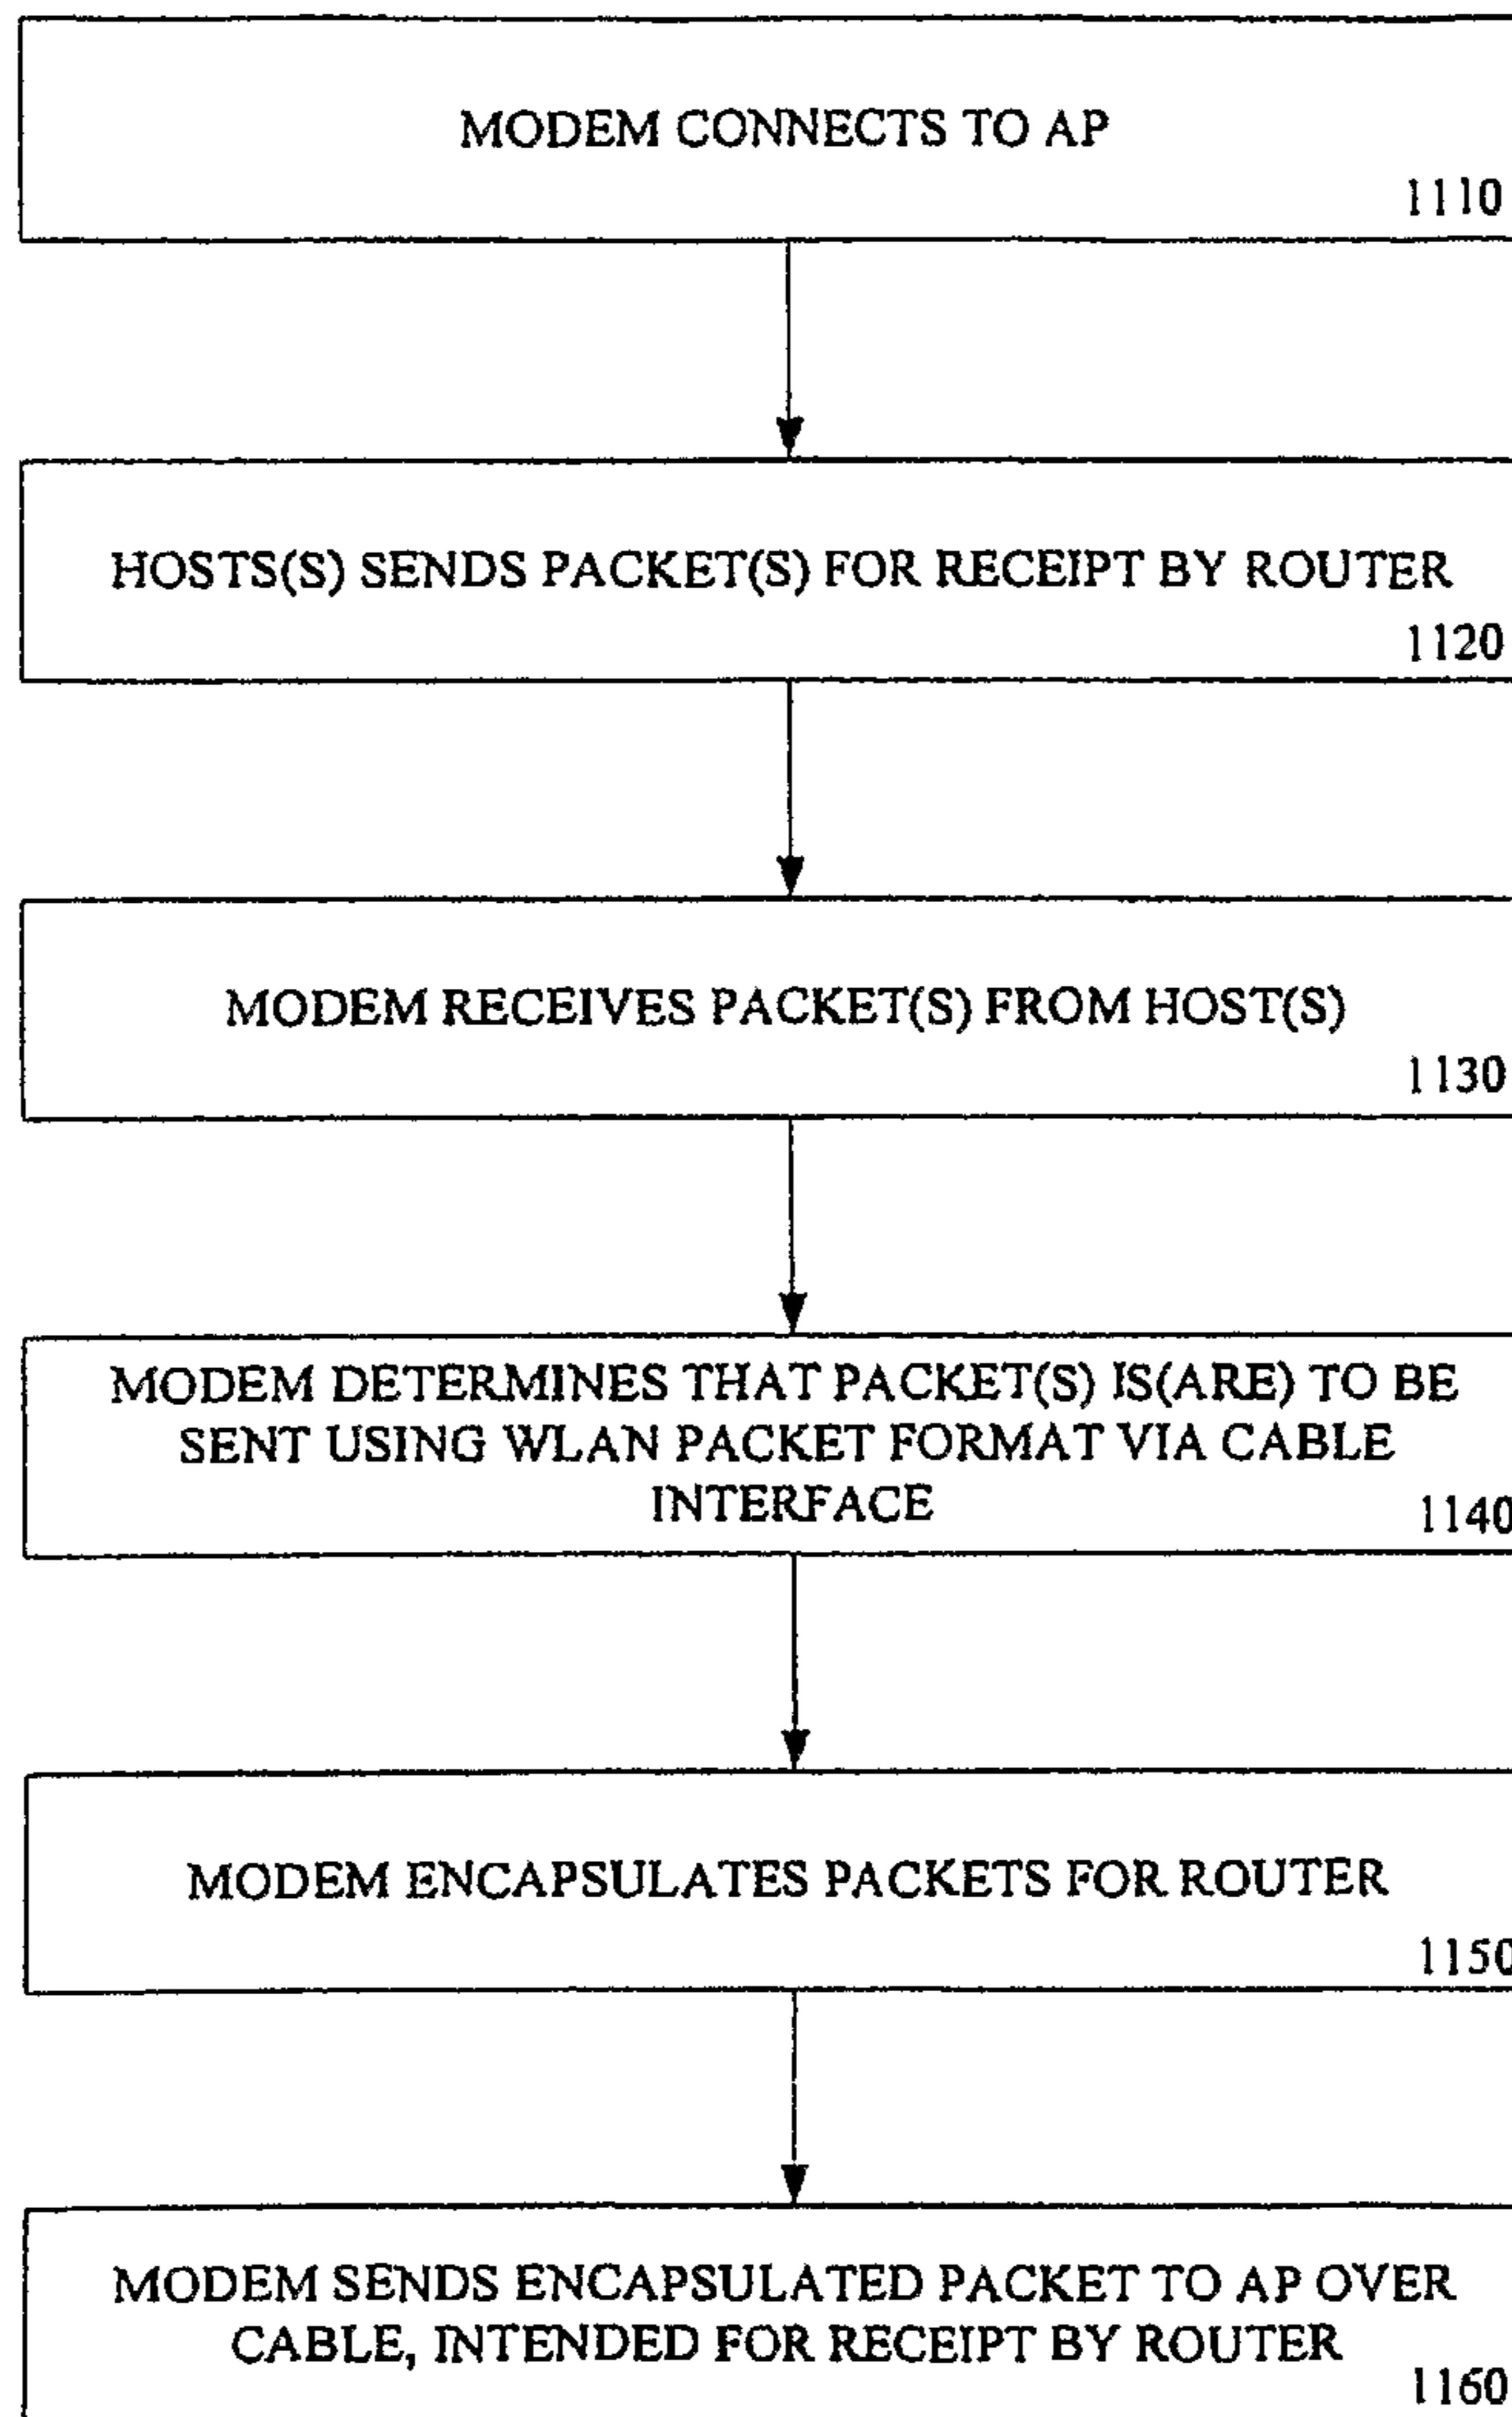 MODEM CONNECTS TO AP
1110
HOSTS(S) SENDS PACKET(S) FOR RECEIPT BY ROUTER
1120
MODEM RECEIVES PACKET(S) FROM HOST(S)
1130
MODEM DETERMINES THAT PACKET(S) IS(ARE) TO BE
SENT USING WLAN PACKET FORMAT VIA CABLE
INTERFACE
1140
MODEM ENCAPSULATES PACKETS FOR ROUTER
1150
MODEM SENDS ENCAPSULATED PACKET TO AP OVER
CABLE, INTENDED FOR RECEIPT BY ROUTER
1160